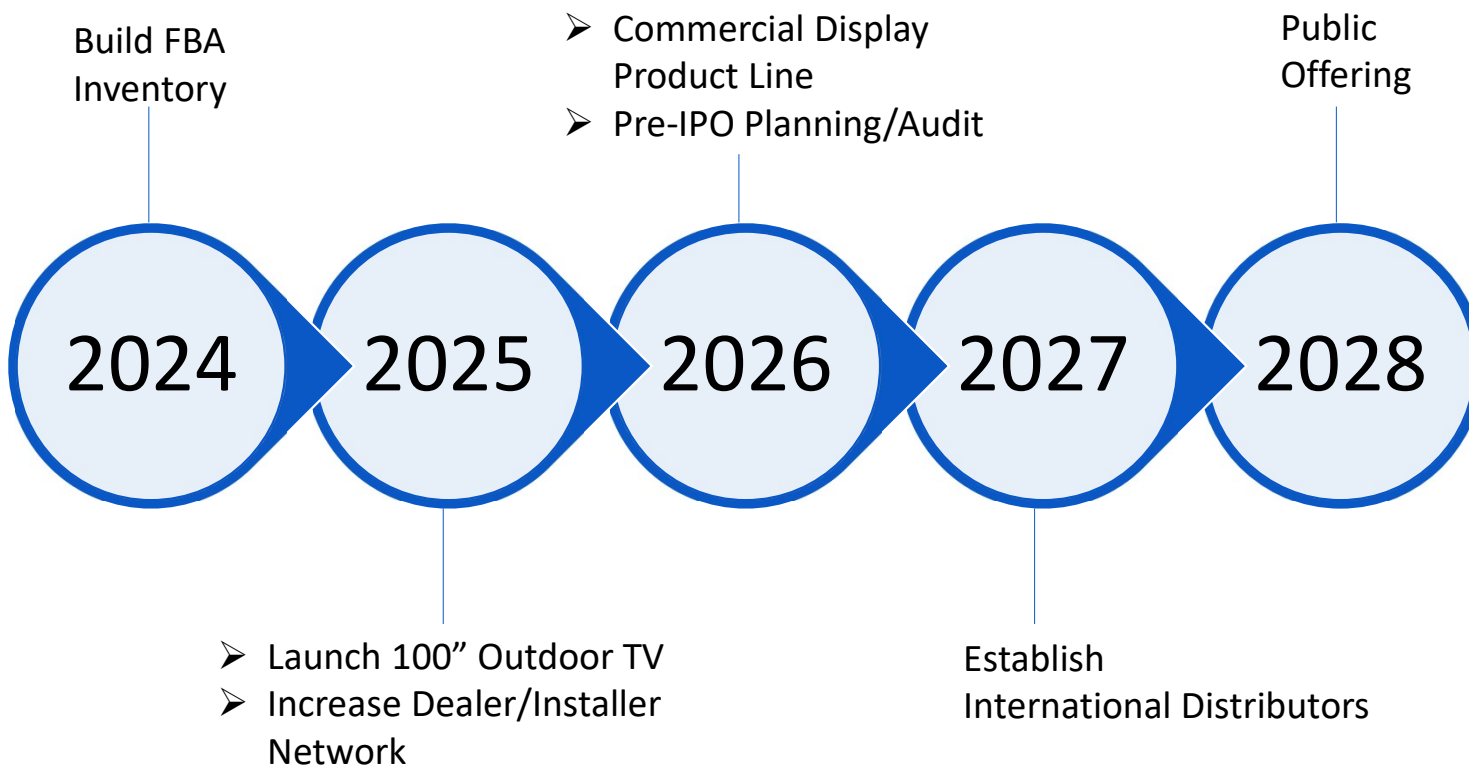 Build FBA
Inventory
➢ Commercial Display
Product Line
➢ Pre-IPO Planning/Audit
Public
Offering
2024
2025
2026
2027
2028
➢ Launch 100” Outdoor TV
➢ Increase Dealer/Installer
Network
Establish
International Distributors